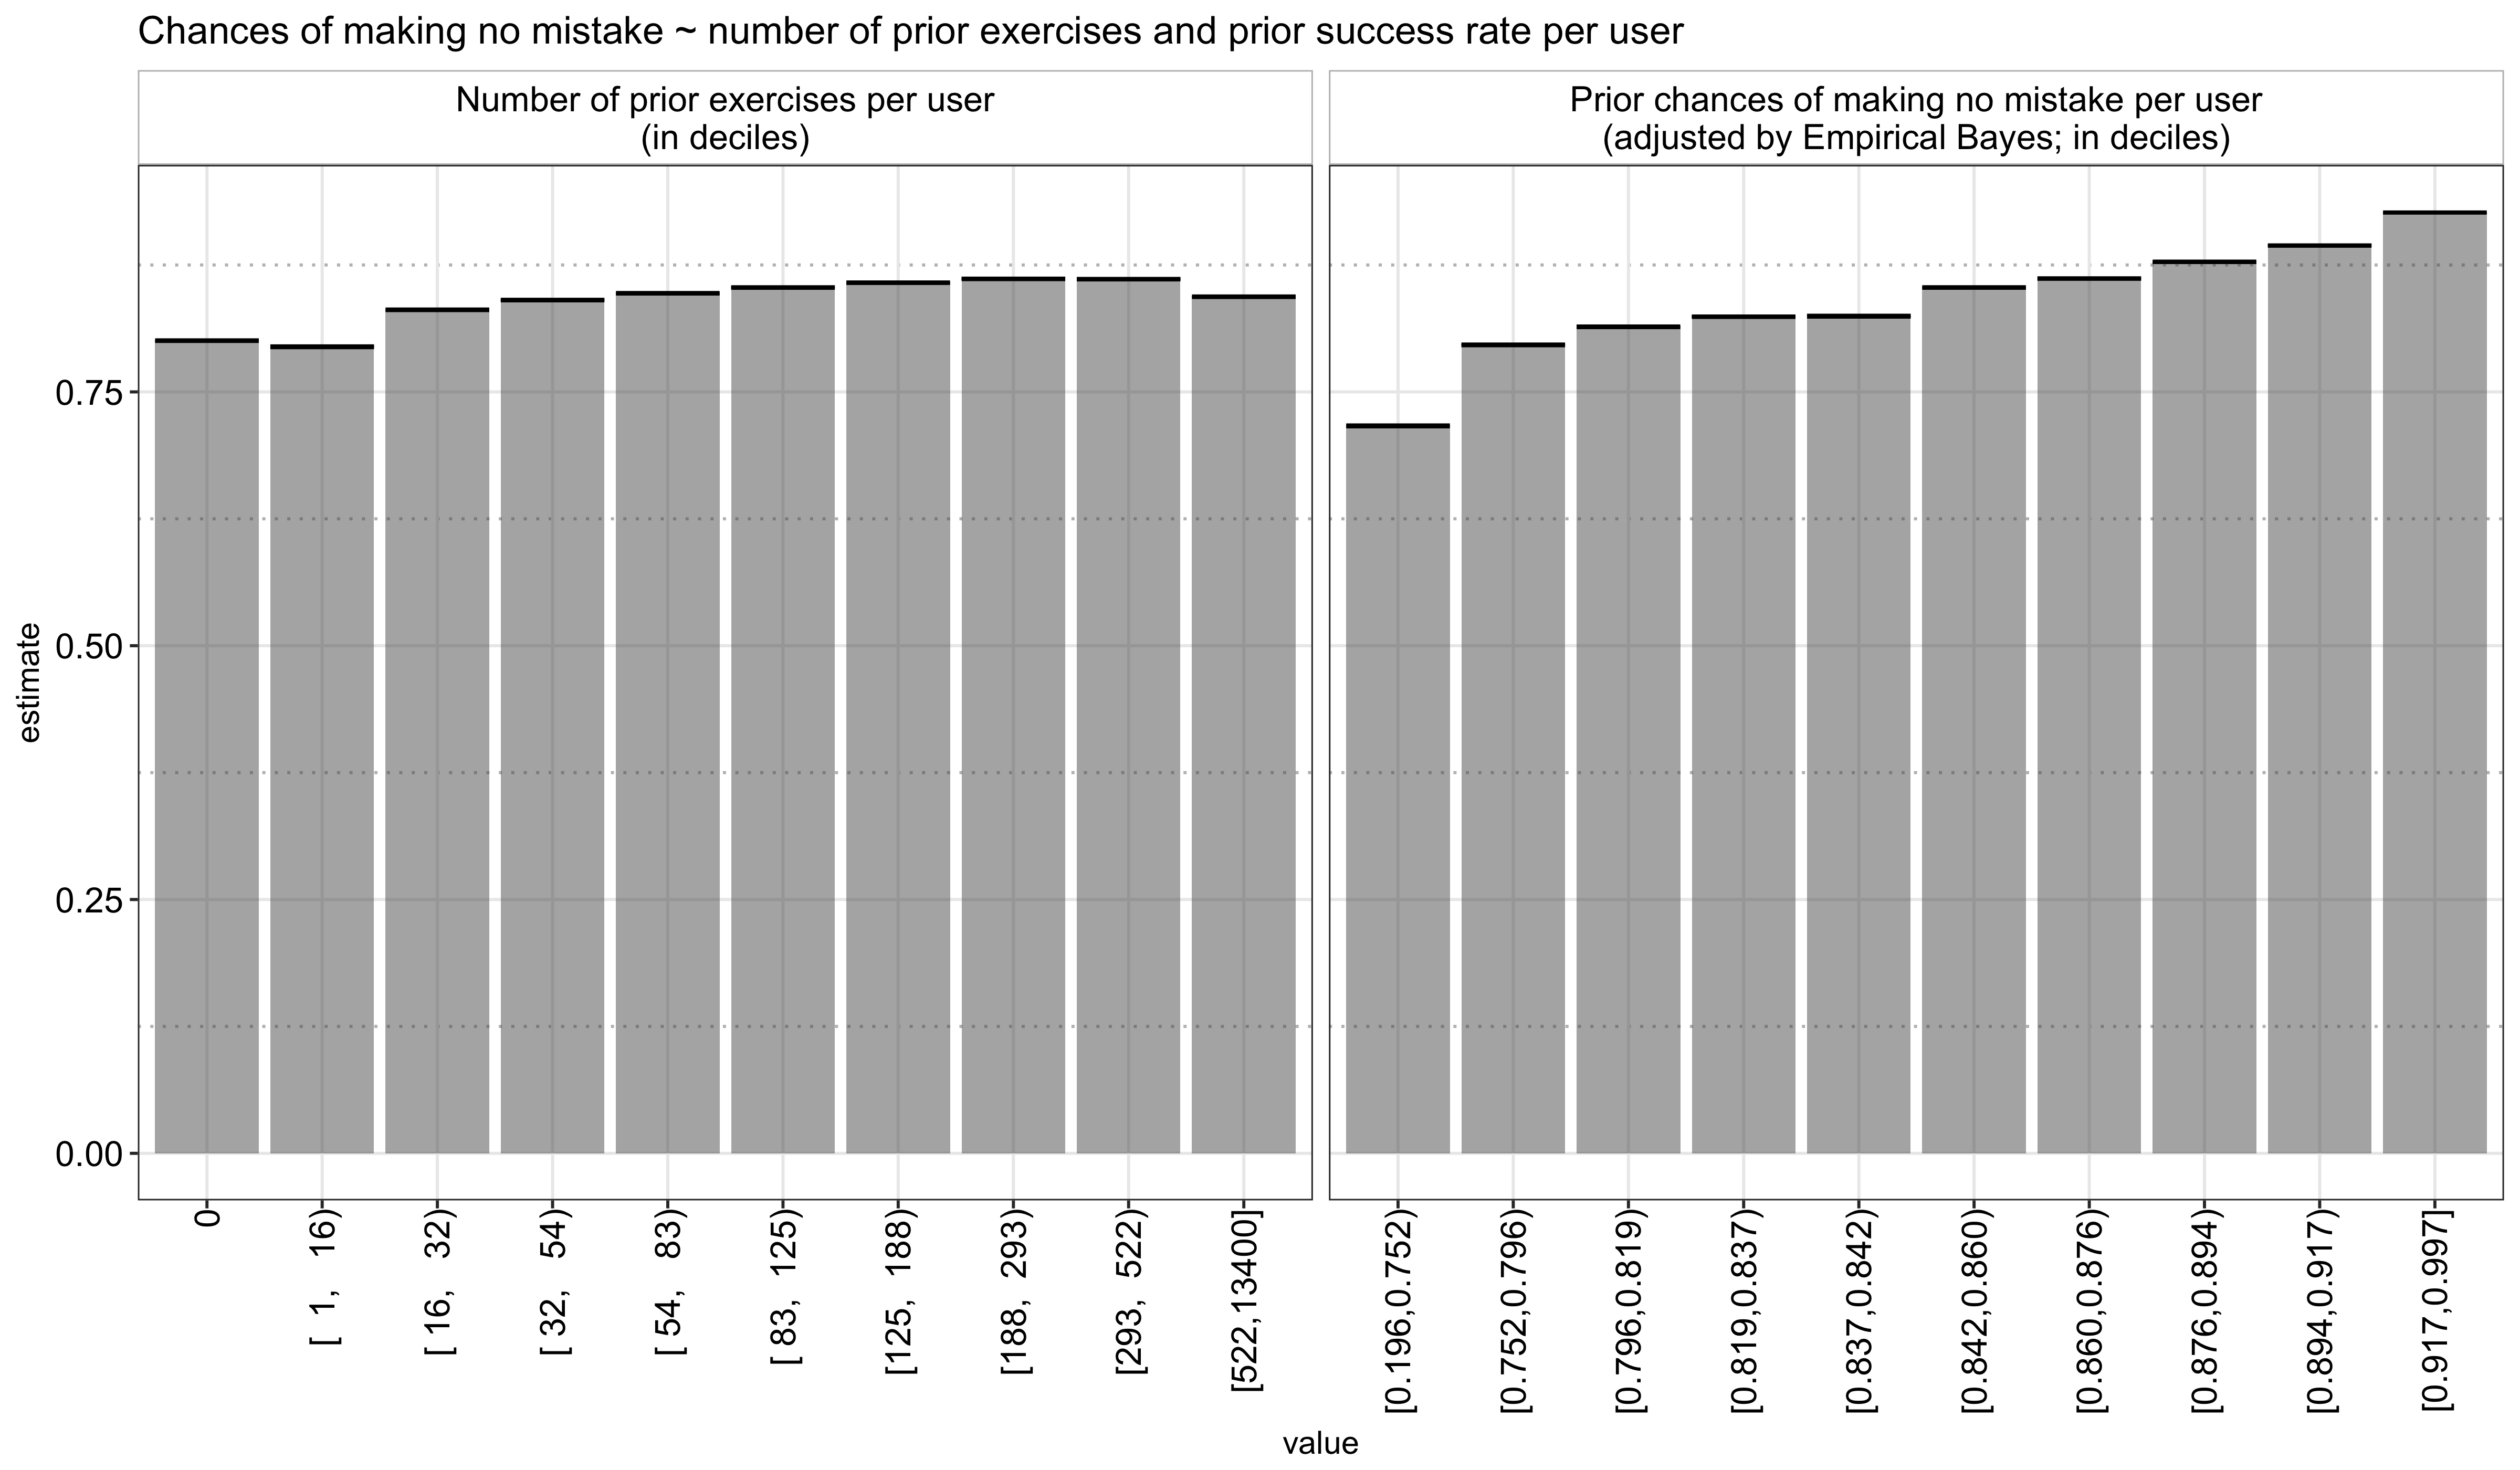 Chances of making no mistake ~ number of prior exercises and prior success rate per user
Number of prior exercises per user
(in deciles)
Prior chances of making no mistake per user
(adjusted by Empirical Bayes; in deciles)
estimate
0.75
0.50
0.25
0.00
0
[ 1, 16)
[ 16, 32)
[ 32, 54)
[ 54, 83)
[ 83, 125)
[125, 188)
[188, 293)
[293, 522)
[522,13400]
[0.196,0.752)
[0.752,0.796)
[0.796,0.819)
[0.819,0.837)
[0.837,0.842)
[0.842,0.860)
[0.860,0.876)
[0.876,0.894)
[0.894,0.917)
[0.917,0.997]
value